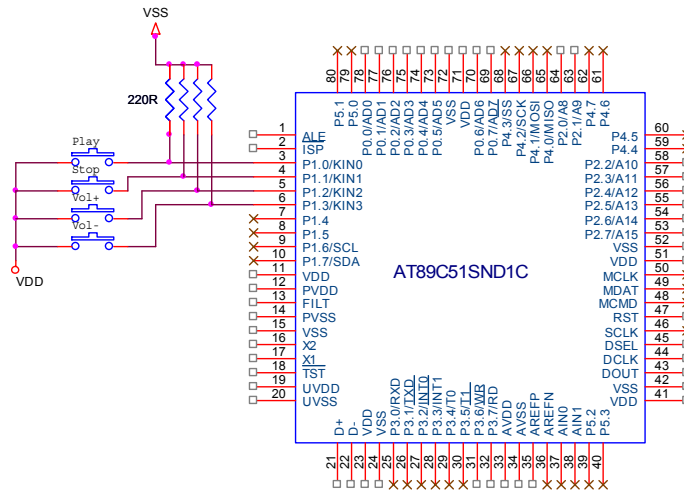 VSS
220R
Play
Stop
Vol+
Vol-
VDD
AT89C51SND1C
1 ALE
2 ISP
3 P1.0/KIN0
4 P1.1/KIN1
5 P1.2/KIN2
6 P1.3/KIN3
7 P1.4
8 P1.5
9 P1.6/SCL
10 P1.7/SDA
11 VDD
12 PVDD
13 FILT
14 PVSS
15 VSS
16 X2
17 X1
18 TST
19 UVDD
20 UVSS
21 D+
22 D-
23 VDD
24 VSS
25 P3.0/RXD
26 P3.1/TXD
27 P3.2/INT0
28 P3.3/INT1
29 P3.4/T0
30 P3.5/T1
31 P3.6/WR
32 P3.7/RD
33 AVDD
34 AVSS
35 AREFP
36 AREFN
37 AIN0
38 AIN1
39 P5.2
40 P5.3
80 P5.1
79 P5.0
78 P0.0/AD0
77 P0.1/AD1
76 P0.2/AD2
75 P0.3/AD3
74 P0.4/AD4
73 P0.5/AD5
72 VSS
71 VDD
70 P0.6/AD6
69 P0.7/AD7
68 P4.3/SS
67 P4.2/SCK
66 P4.1/MOSI
65 P4.0/MISO
64 P2.0/A8
63 P2.1/A9
62 P4.7
61 P4.6
P4.5 60
P4.4 59
P2.2/A10 58
P2.3/A11 57
P2.4/A12 56
P2.5/A13 55
P2.6/A14 54
P2.7/A15 53
VSS 52
VDD 51
MCLK 50
MDAT 49
MCMD 48
RST 47
SCLK 46
DSEL 45
DCLK 44
DOUT 43
VSS 42
VDD 41